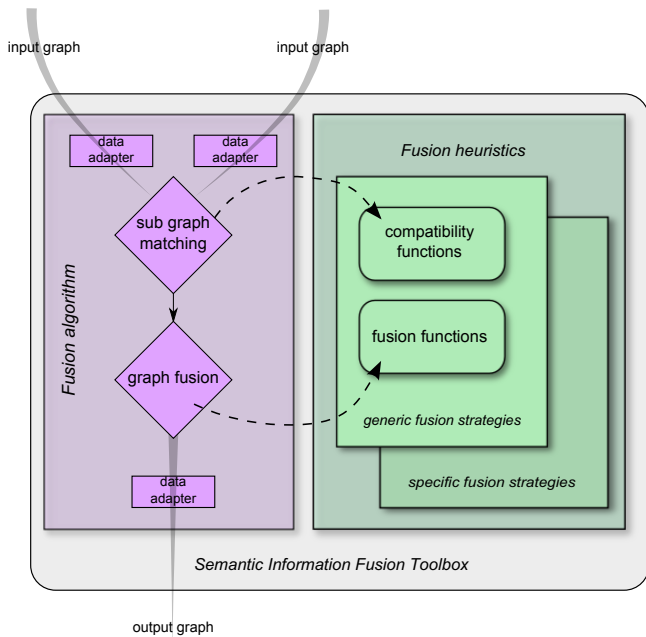 input graph
input graph
data
adapter
data
adapter
sub graph
matching
Fusion algorithm
graph fusion
data
adapter
Fusion heuristics
compatibility
functions
fusion functions
generic fusion strategies
specific fusion strategies
Semantic Information Fusion Toolbox
output graph